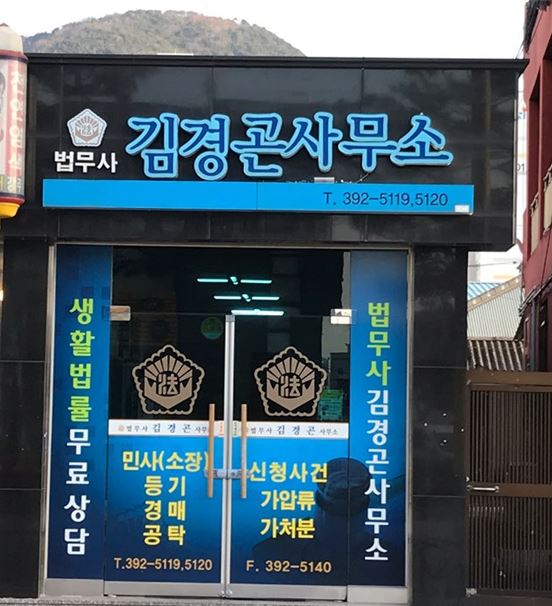 법무사
김경곤사무소
T. 392-5119,5120
생활법률무료상담
법무사김경곤사무소
法
法
법무사 김경곤 사무
법무사 김경곤 사무소
민사(소장)
등기
경매
공탁
T.392-5119,5120
신청사건
가압류
가처분
F. 392-5140